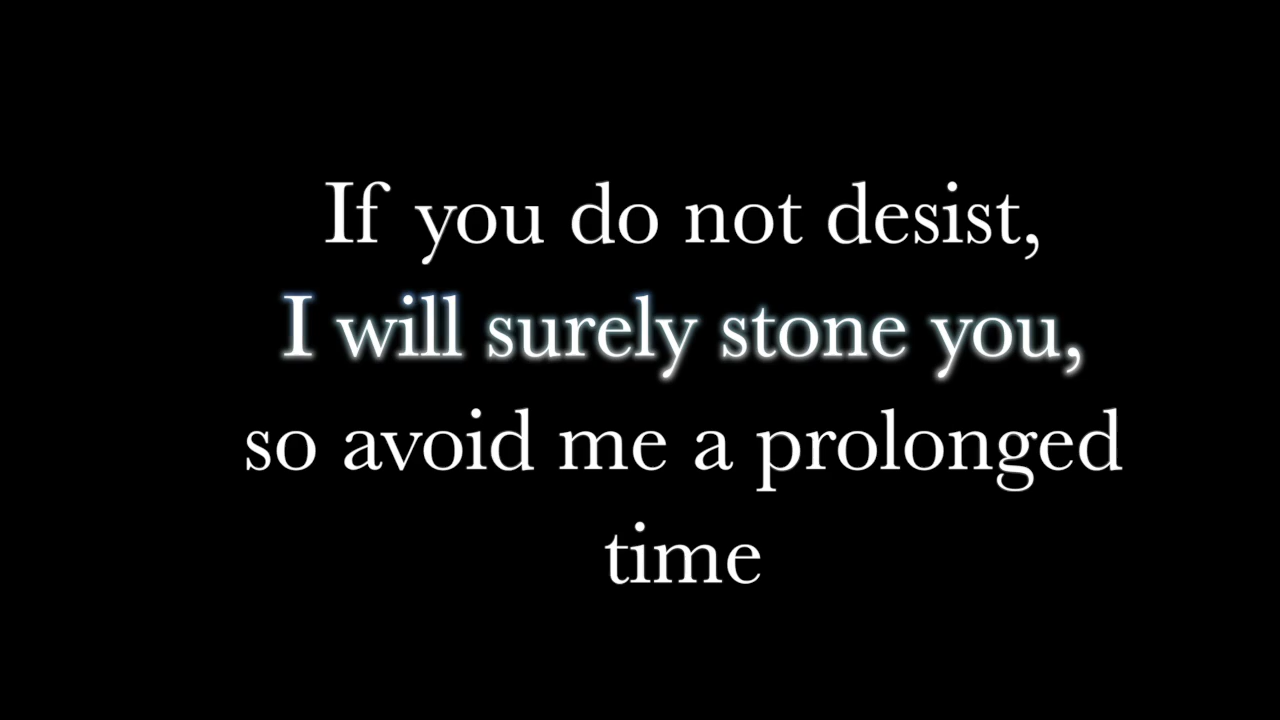 If you do not desist,
I will surely stone you,
so avoid me a prolonged
time